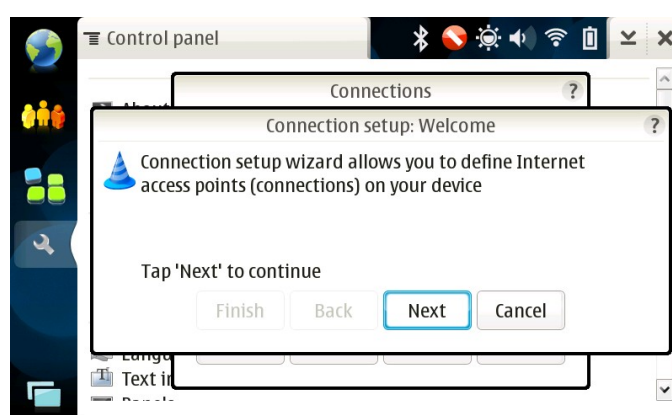 Control panel
Connections
?
Connection setup: Welcome
?
Connection setup wizard allows you to define Internet
access points (connections) on your device
Tap 'Next' to continue
Finish Back Next Cancel
Text in